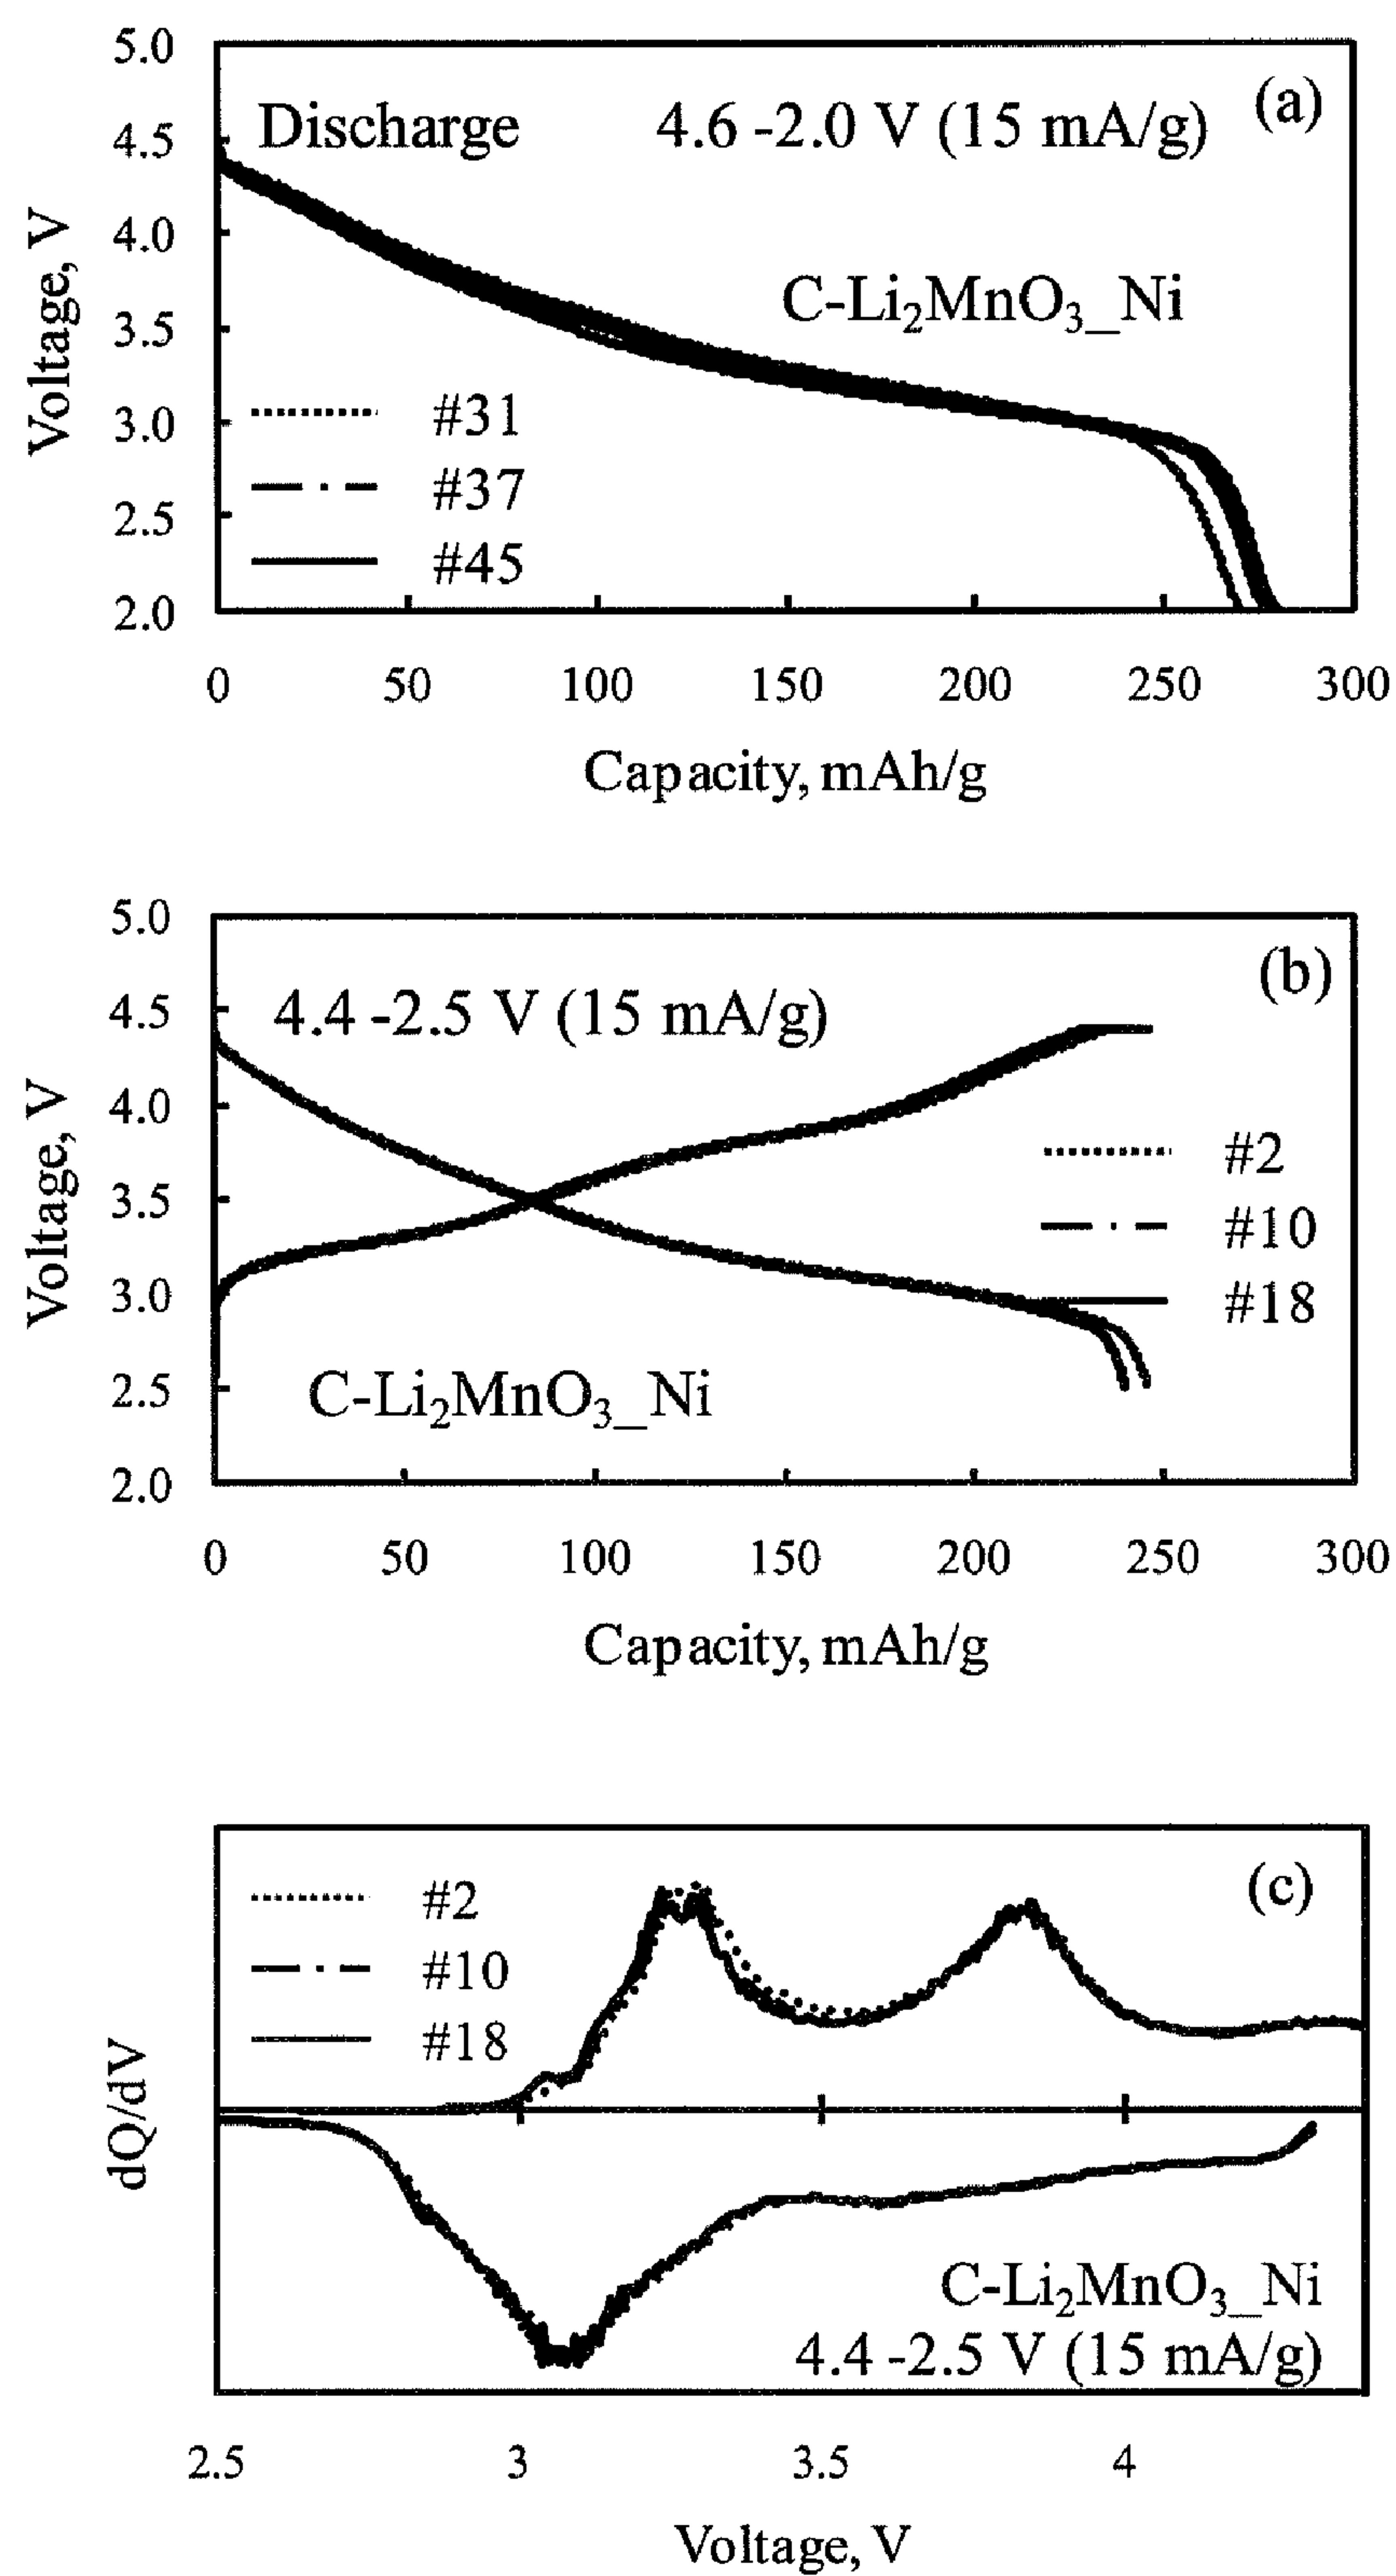 5.0
(a)
Discharge 4.6 -2.0 V (15 mA/g)
4.5
4.0
C-Li₂MnO₃_Ni
3.5
Voltage, V
#31
3.0
#37
2.5
#45
2.0
0 50 100 150 200 250 300
Capacity, mAh/g
5.0
(b)
4.5
4.4 -2.5 V (15 mA/g)
4.0
#2
3.5
Voltage, V
#10
3.0
#18
2.5
C-Li₂MnO₃_Ni
2.0
0 50 100 150 200 250 300
Capacity, mAh/g
(c)
#2
#10
#18
dQ/dV
C-Li₂MnO₃_Ni
4.4 -2.5 V (15 mA/g)
2.5 3 3.5 4
Voltage, V